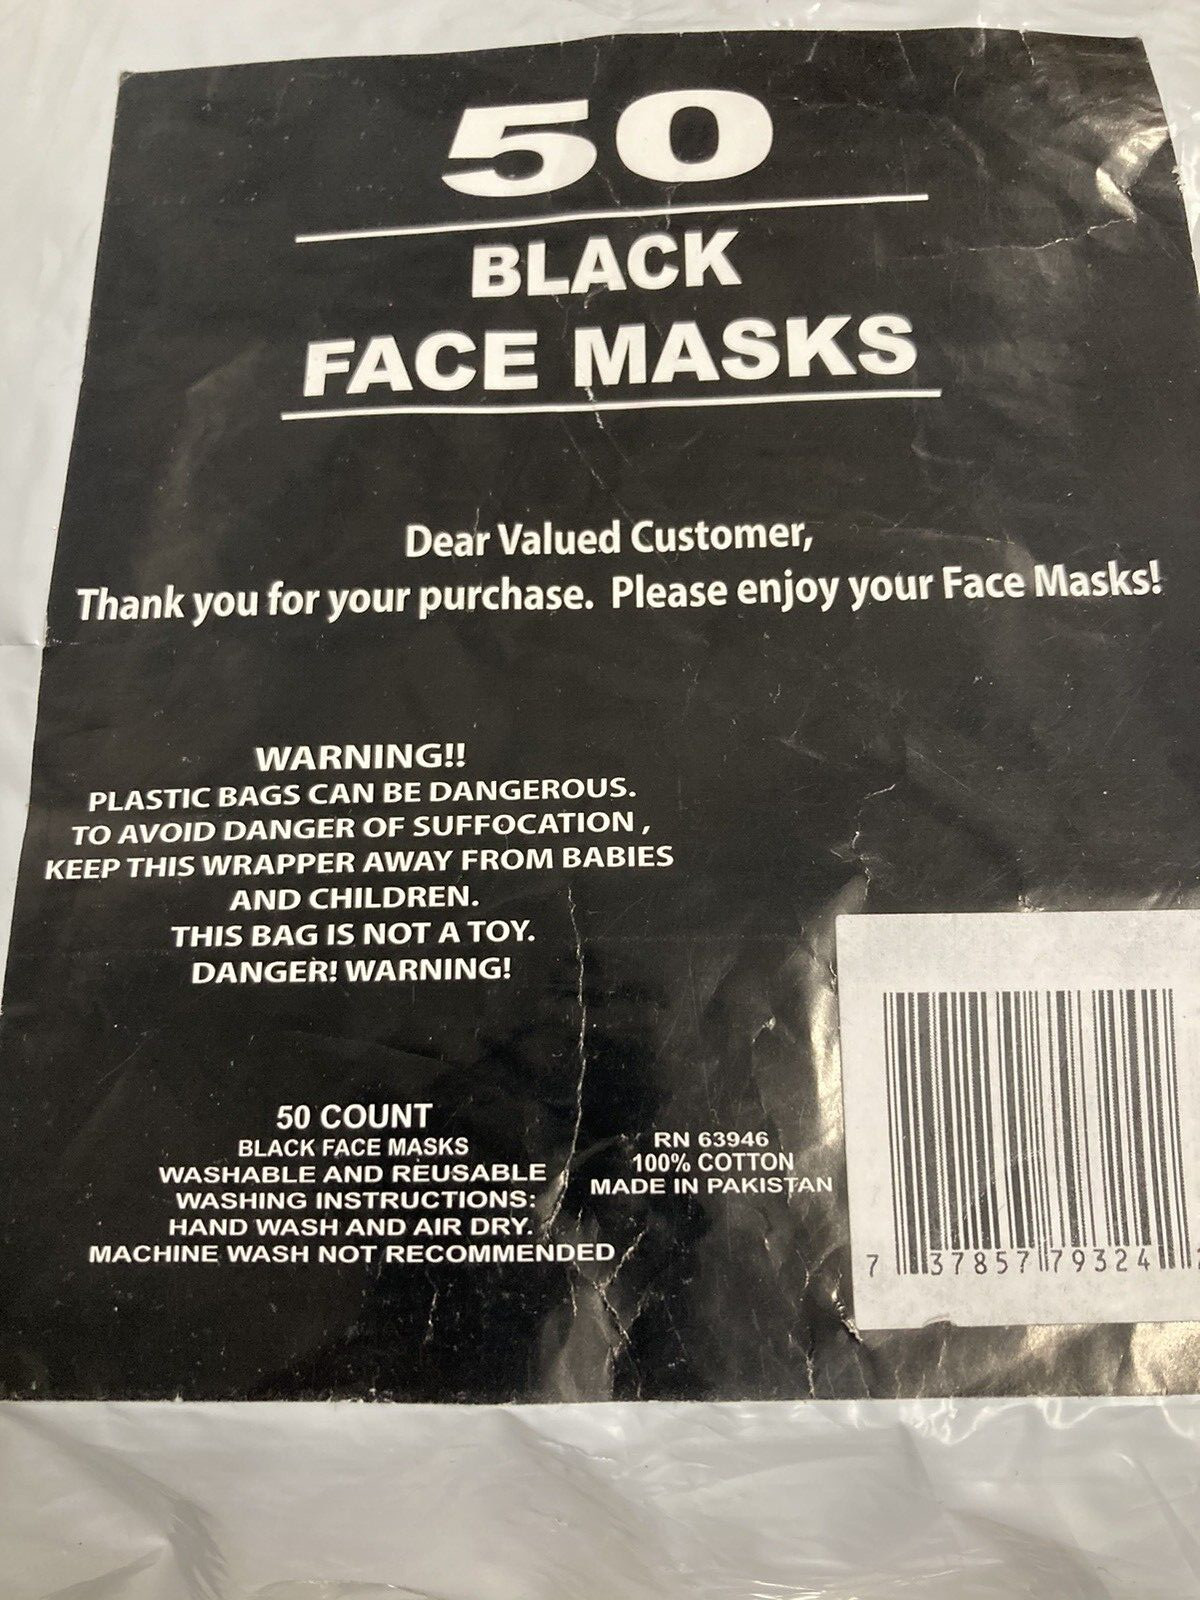 50
BLACK
FACE MASKS
Dear Valued Customer,
Thank you for your purchase. Please enjoy your Face Masks!
WARNING!!
PLASTIC BAGS CAN BE DANGEROUS.
TO AVOID DANGER OF SUFFOCATION ,
KEEP THIS WRAPPER AWAY FROM BABIES
AND CHILDREN.
THIS BAG IS NOT A TOY.
DANGER! WARNING!
50 COUNT
BLACK FACE MASKS
WASHABLE AND REUSABLE
WASHING INSTRUCTIONS:
HAND WASH AND AIR DRY.
MACHINE WASH NOT RECOMMENDED
RN 63946
100% COTTON
MADE IN PAKISTAN
7 37857 79324